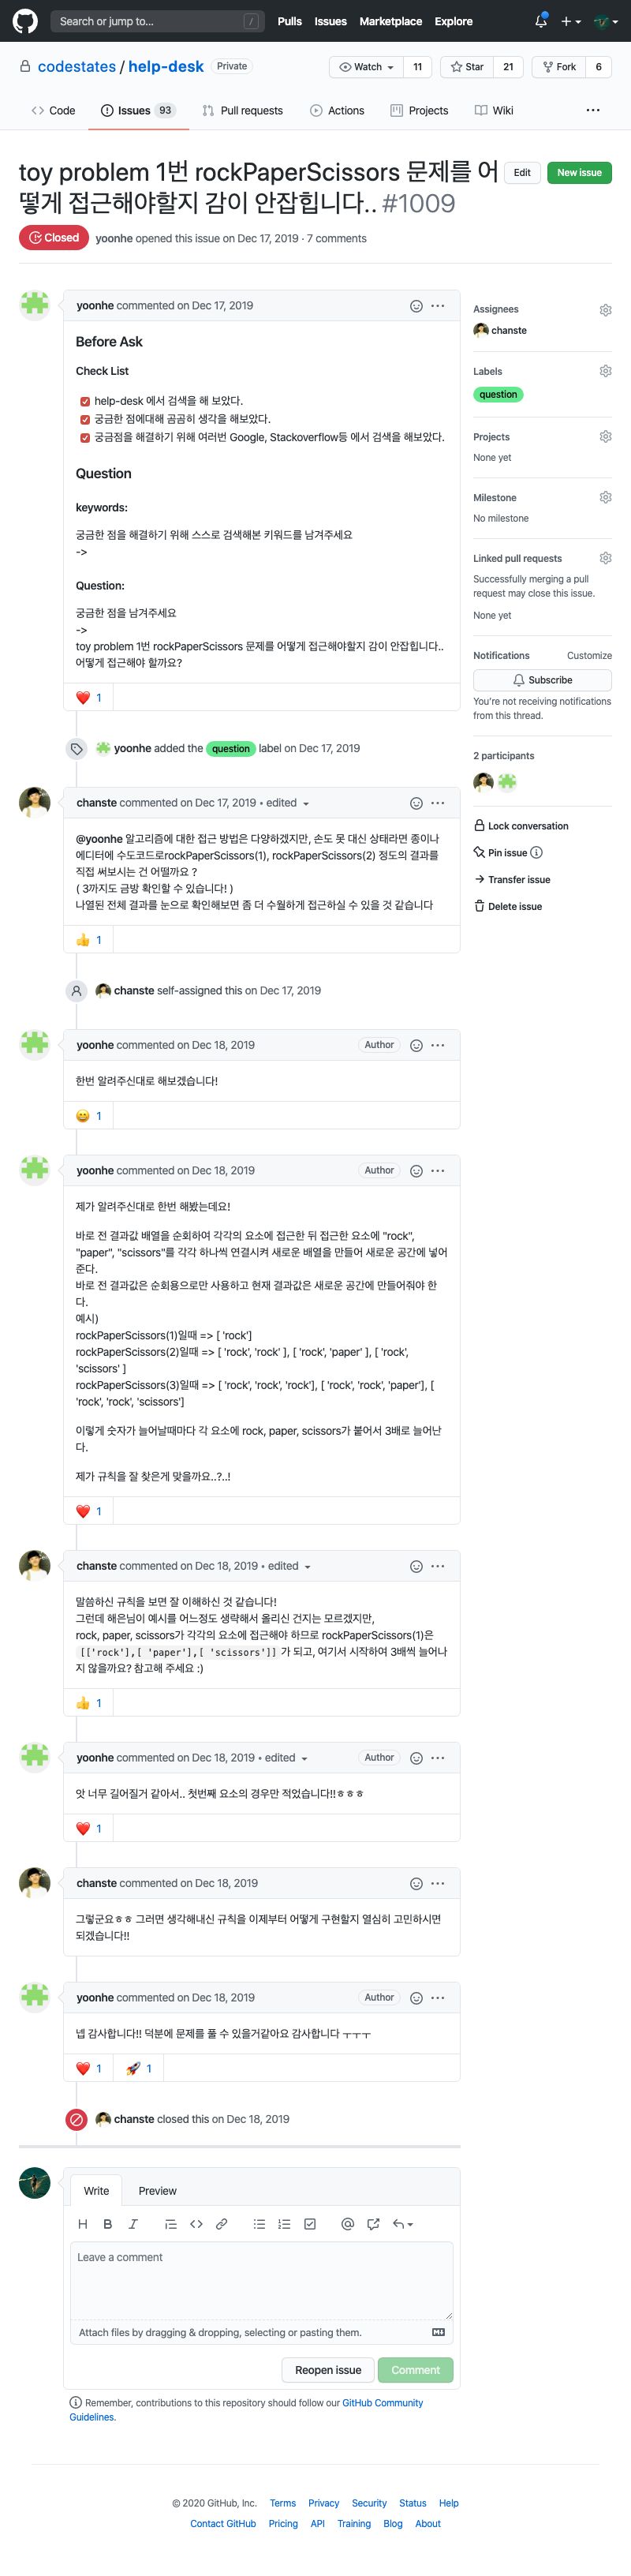 Search or jump to... /
Pulls Issues Marketplace Explore
codestates / help-desk Private
Watch 11 Star 21 Fork 6
Code Issues 93 Pull requests Actions Projects Wiki ...
toy problem 1번 rockPaperScissors 문제를 어
떻게 접근해야할지 감이 안잡힙니다.. #1009
Edit New issue
Closed yoonhe opened this issue on Dec 17, 2019 · 7 comments
yoonhe commented on Dec 17, 2019
Before Ask
Check List
help-desk 에서 검색을 해 보았다.
궁금한 점에대해 곰곰히 생각을 해보았다.
궁금점을 해결하기 위해 여러번 Google, Stackoverflow등 에서 검색을 해보았다.
Question
keywords:
궁금한 점을 해결하기 위해 스스로 검색해본 키워드를 남겨주세요
->
Question:
궁금한 점을 남겨주세요
->
toy problem 1번 rockPaperScissors 문제를 어떻게 접근해야할지 감이 안잡힙니다..
어떻게 접근해야 할까요?
❤️ 1
yoonhe added the question label on Dec 17, 2019
chanste commented on Dec 17, 2019 • edited
@yoonhe 알고리즘에 대한 접근 방법은 다양하겠지만, 손도 못 대신 상태라면 종이나
에디터에 수도코드로rockPaperScissors(1), rockPaperScissors(2) 정도의 결과를
직접 써보시는 건 어떨까요 ?
( 3까지도 금방 확인할 수 있습니다! )
나열된 전체 결과를 눈으로 확인해보면 좀 더 수월하게 접근하실 수 있을 것 같습니다
👍 1
chanste self-assigned this on Dec 17, 2019
yoonhe commented on Dec 18, 2019 Author
한번 알려주신대로 해보겠습니다!
😄 1
yoonhe commented on Dec 18, 2019 Author
제가 알려주신대로 한번 해봤는데요!
바로 전 결과값 배열을 순회하여 각각의 요소에 접근한 뒤 접근한 요소에 "rock",
"paper", "scissors"를 각각 하나씩 연결시켜 새로운 배열을 만들어 새로운 공간에 넣어
준다.
바로 전 결과값은 순회용으로만 사용하고 현재 결과값은 새로운 공간에 만들어줘야 한
다.
예시)
rockPaperScissors(1)일때 => [ 'rock']
rockPaperScissors(2)일때 => [ 'rock', 'rock' ], [ 'rock', 'paper' ], [ 'rock',
'scissors' ]
rockPaperScissors(3)일때 => [ 'rock', 'rock', 'rock'], [ 'rock', 'rock', 'paper'], [
'rock', 'rock', 'scissors']
이렇게 숫자가 늘어날때마다 각 요소에 rock, paper, scissors가 붙어서 3배로 늘어난
다.
제가 규칙을 잘 찾은게 맞을까요..?..!
❤️ 1
chanste commented on Dec 18, 2019 • edited
말씀하신 규칙을 보면 잘 이해하신 것 같습니다!
그런데 해은님이 예시를 어느정도 생략해서 올리신 건지는 모르겠지만,
rock, paper, scissors가 각각의 요소에 접근해야 하므로 rockPaperScissors(1)은
[['rock'],[ 'paper'],[ 'scissors']] 가 되고, 여기서 시작하여 3배씩 늘어나
지 않을까요? 참고해 주세요 :)
👍 1
yoonhe commented on Dec 18, 2019 • edited Author
앗 너무 길어질거 같아서.. 첫번째 요소의 경우만 적었습니다!!ㅎㅎㅎ
❤️ 1
chanste commented on Dec 18, 2019
그렇군요ㅎㅎ 그러면 생각해내신 규칙을 이제부터 어떻게 구현할지 열심히 고민하시면
되겠습니다!!
yoonhe commented on Dec 18, 2019 Author
넵 감사합니다!! 덕분에 문제를 풀 수 있을거같아요 감사합니다 ㅜㅜㅜ
❤️ 1 🚀 1
chanste closed this on Dec 18, 2019
Write Preview
H B I @
Leave a comment
Attach files by dragging & dropping, selecting or pasting them.
Reopen issue Comment
Remember, contributions to this repository should follow our GitHub Community
Guidelines.
Assignees
chanste
Labels
question
Projects
None yet
Milestone
No milestone
Linked pull requests
Successfully merging a pull
request may close this issue.
None yet
Notifications Customize
Subscribe
You're not receiving notifications
from this thread.
2 participants
Lock conversation
Pin issue
Transfer issue
Delete issue
© 2020 GitHub, Inc. Terms Privacy Security Status Help
Contact GitHub Pricing API Training Blog About